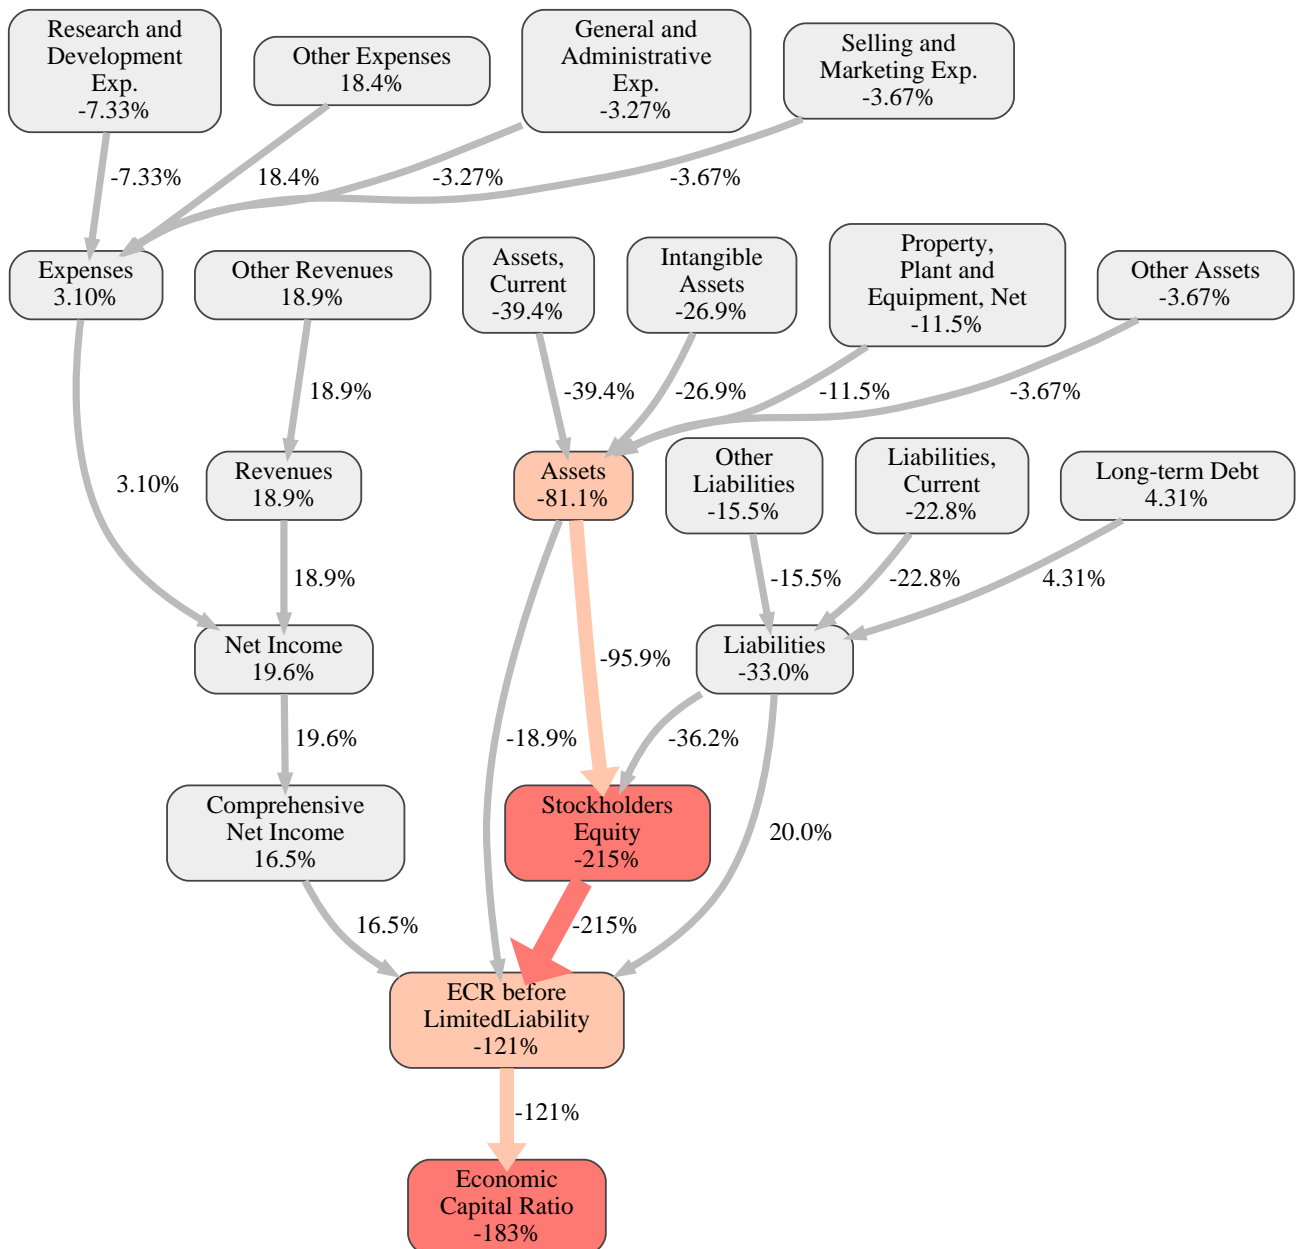 Research and
Development
Exp.
-7.33%
Other Expenses
18.4%
General and
Administrative
Exp.
-3.27%
Selling and
Marketing Exp.
-3.67%
-7.33%
18.4%
-3.27%
-3.67%
Expenses
3.10%
Other Revenues
18.9%
Assets,
Current
-39.4%
Intangible
Assets
-26.9%
Property,
Plant and
Equipment, Net
-11.5%
Other Assets
-3.67%
18.9%
-39.4%
-26.9%
-11.5%
-3.67%
3.10%
Revenues
18.9%
Assets
-81.1%
Other
Liabilities
-15.5%
Liabilities,
Current
-22.8%
Long-term Debt
4.31%
18.9%
-15.5%
-22.8%
4.31%
Net Income
19.6%
-95.9%
Liabilities
-33.0%
19.6%
-18.9%
-36.2%
Comprehensive
Net Income
16.5%
Stockholders
Equity
-215%
20.0%
16.5%
-215%
ECR before
LimitedLiability
-121%
-121%
Economic
Capital Ratio
-183%